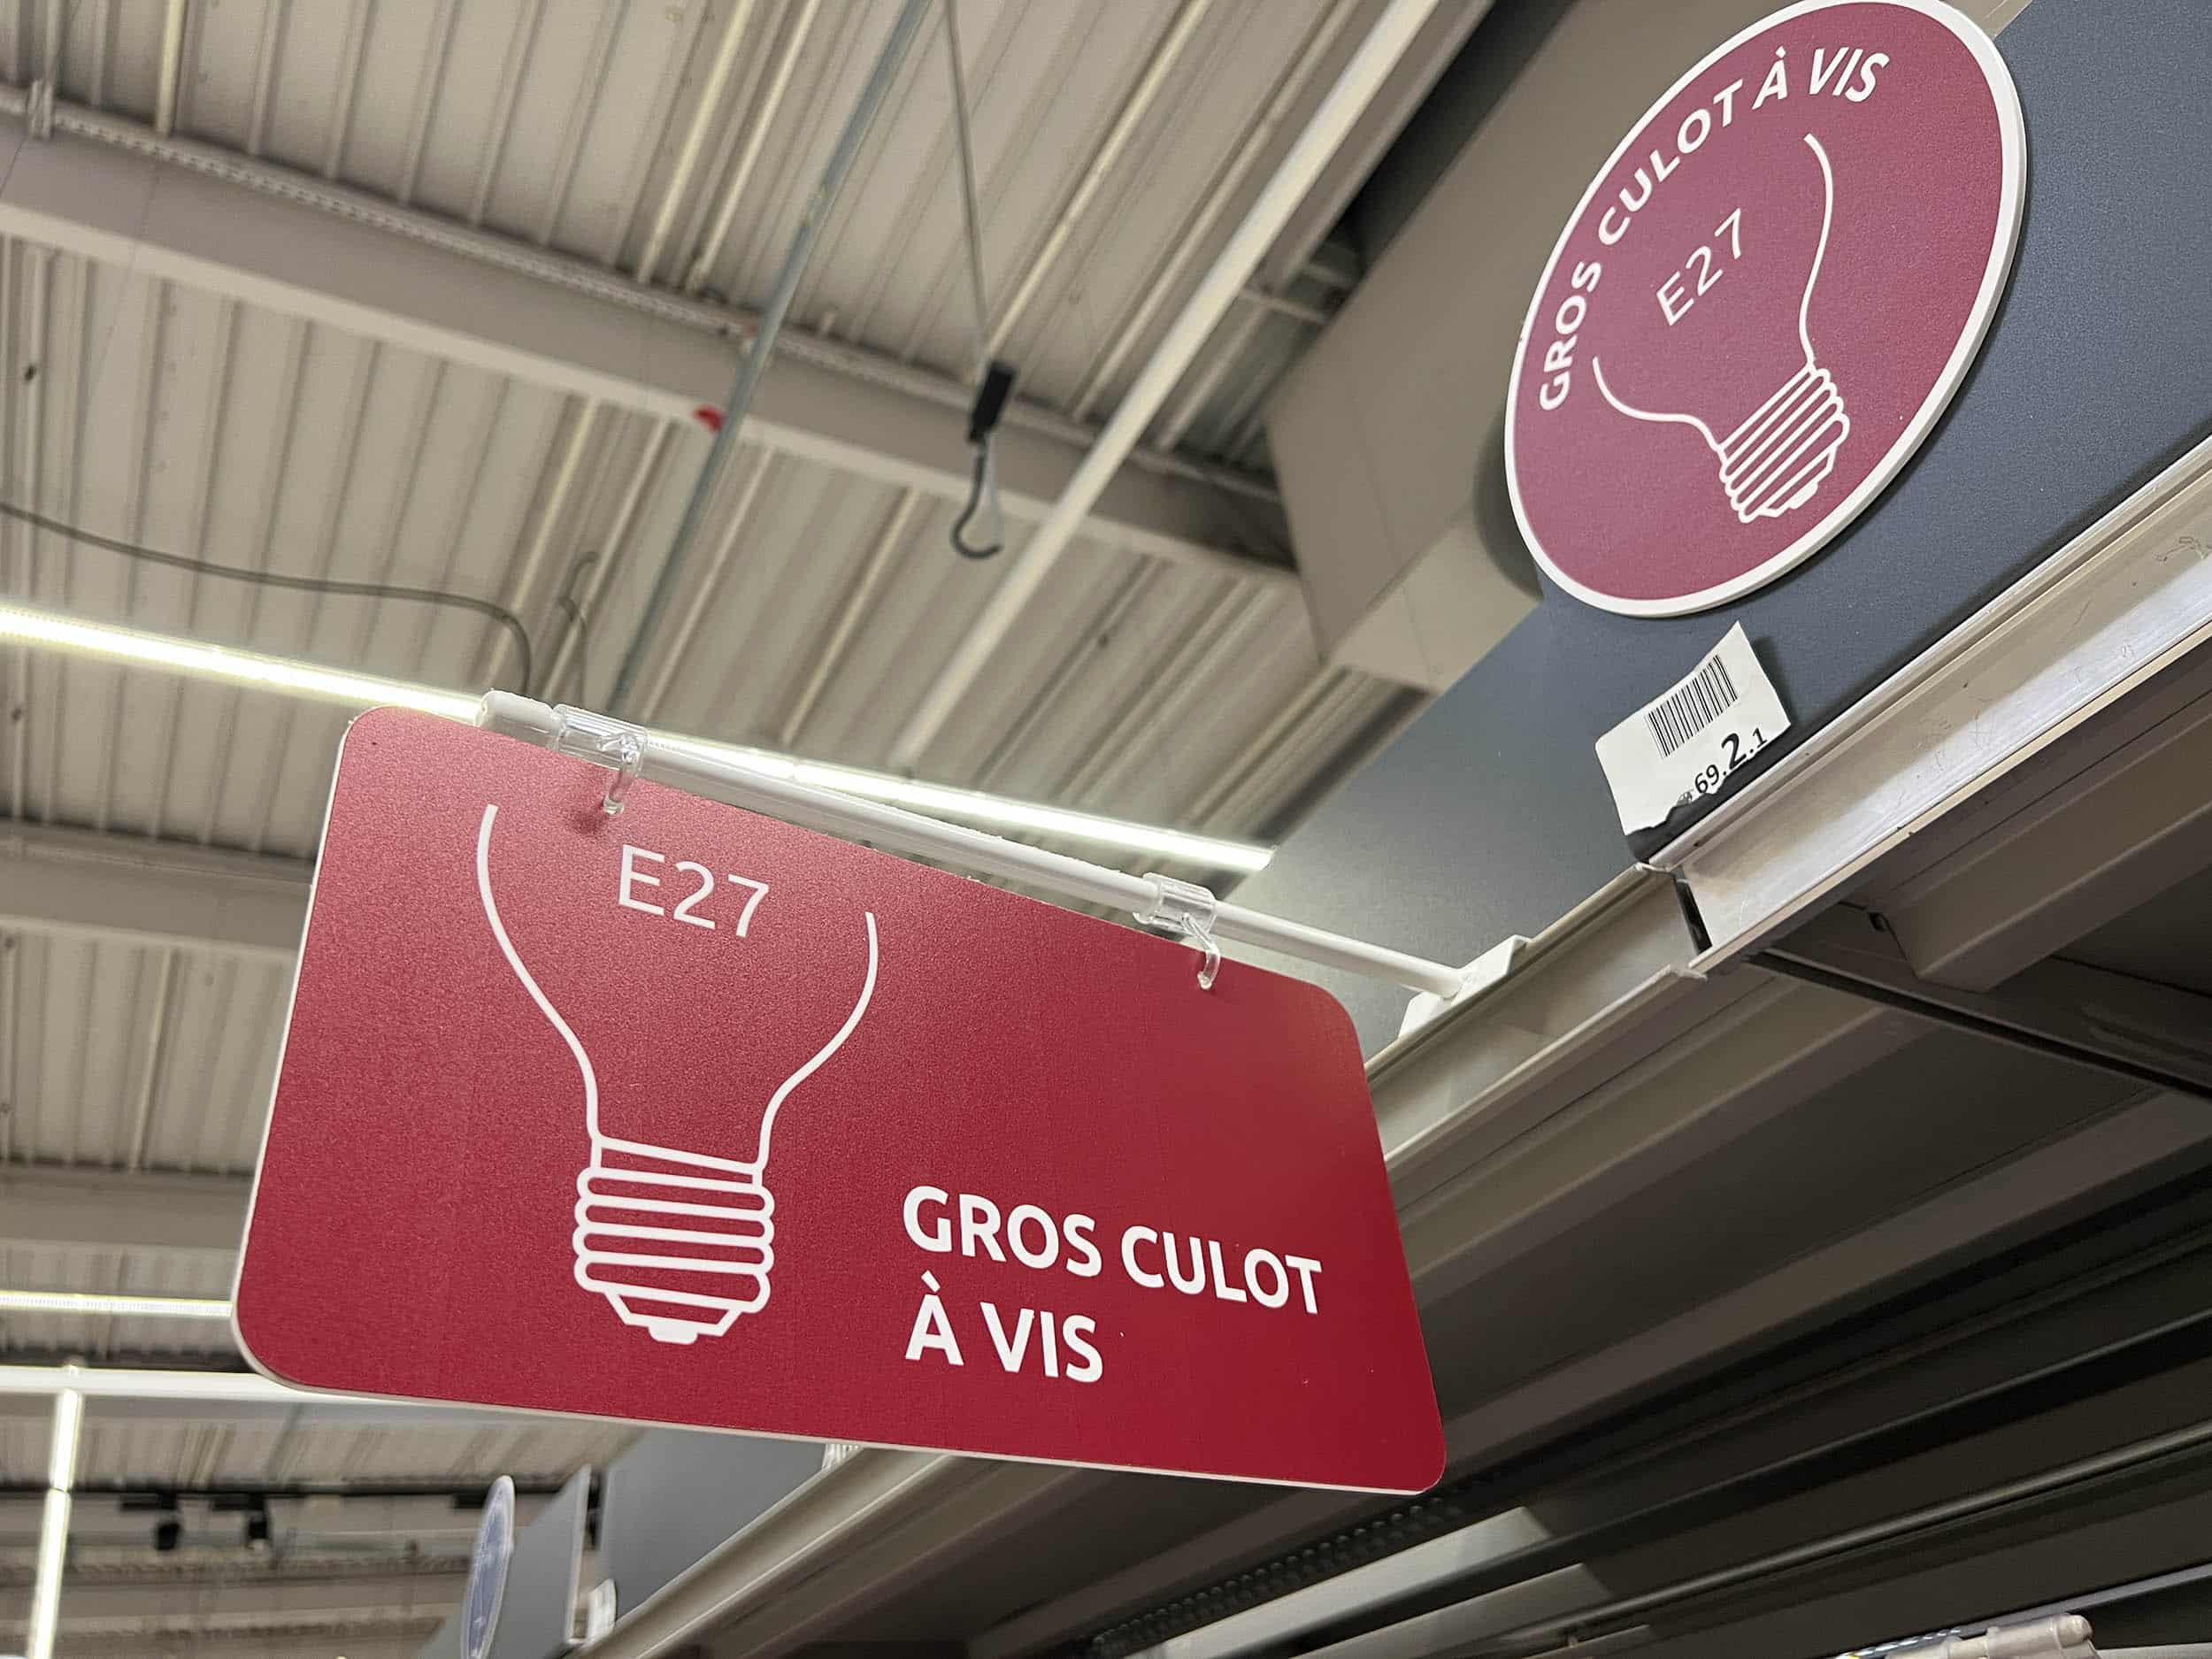 GROS CULOT À VIS
E27
69.2.1
E27
GROS CULOT
À VIS